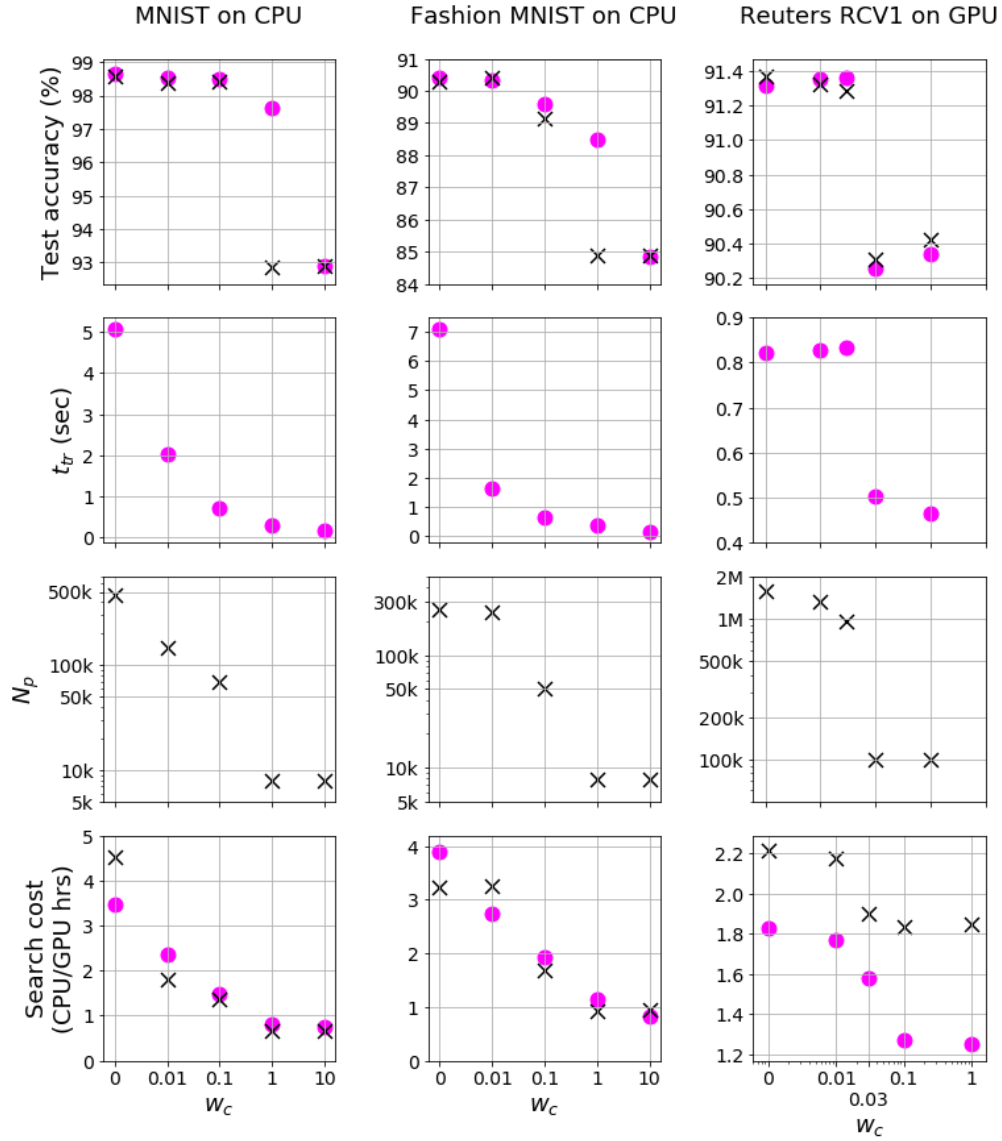 MNIST on CPU
Fashion MNIST on CPU
Reuters RCV1 on GPU
Test accuracy (%)
99
98
97
96
95
94
93
91
90
89
88
87
86
85
84
91.4
91.2
91.0
90.8
90.6
90.4
90.2
t_tr (sec)
5
4
3
2
1
0
7
6
5
4
3
2
1
0
0.9
0.8
0.7
0.6
0.5
0.4
N_p
500k
100k
50k
10k
5k
300k
100k
50k
10k
5k
2M
1M
500k
200k
100k
Search cost
(CPU/GPU hrs)
5
4
3
2
1
0
4
3
2
1
0
2.2
2.0
1.8
1.6
1.4
1.2
0 0.01 0.1 1 10
w_c
0 0.01 0.1 1 10
w_c
0 0.01 0.1 1
0.03
w_c